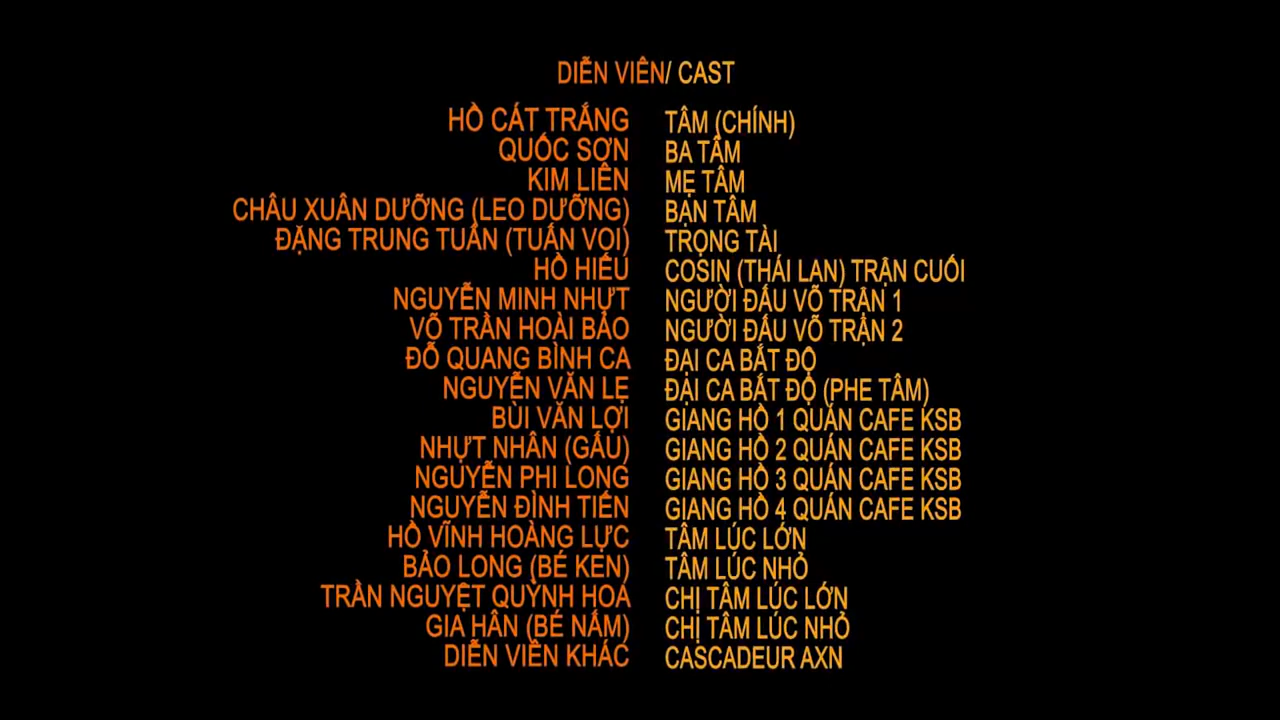 DIỄN VIÊN/ CAST
HỒ CÁT TRẮNG TÂM (CHÍNH)
QUỐC SƠN BA TÂM
KIM LIÊN MẸ TÂM
CHÂU XUÂN DƯỠNG (LEO DƯỠNG) BẠN TÂM
ĐẶNG TRUNG TUẤN (TUẤN VOI) TRỌNG TÀI
HỒ HIẾU COSIN (THÁI LAN) TRẬN CUỐI
NGUYỄN MINH NHỰT NGƯỜI ĐẤU VÕ TRẬN 1
VÕ TRẦN HOÀI BẢO NGƯỜI ĐẤU VÕ TRẬN 2
ĐỖ QUANG BÌNH CA ĐẠI CA BẮT ĐỘ
NGUYỄN VĂN LẸ ĐẠI CA BẮT ĐỘ (PHE TÂM)
BÙI VĂN LỢI GIANG HỒ 1 QUÁN CAFE KSB
NHỰT NHÂN (GẤU) GIANG HỒ 2 QUÁN CAFE KSB
NGUYỄN PHI LONG GIANG HỒ 3 QUÁN CAFE KSB
NGUYỄN ĐÌNH TIẾN GIANG HỒ 4 QUÁN CAFE KSB
HỒ VĨNH HOÀNG LỰC TÂM LÚC LỚN
BẢO LONG (BÉ KEN) TÂM LÚC NHỎ
TRẦN NGUYỆT QUỲNH HOA CHỊ TÂM LÚC LỚN
GIA HÂN (BÉ NẤM) CHỊ TÂM LÚC NHỎ
DIỄN VIÊN KHÁC CASCADEUR AXN